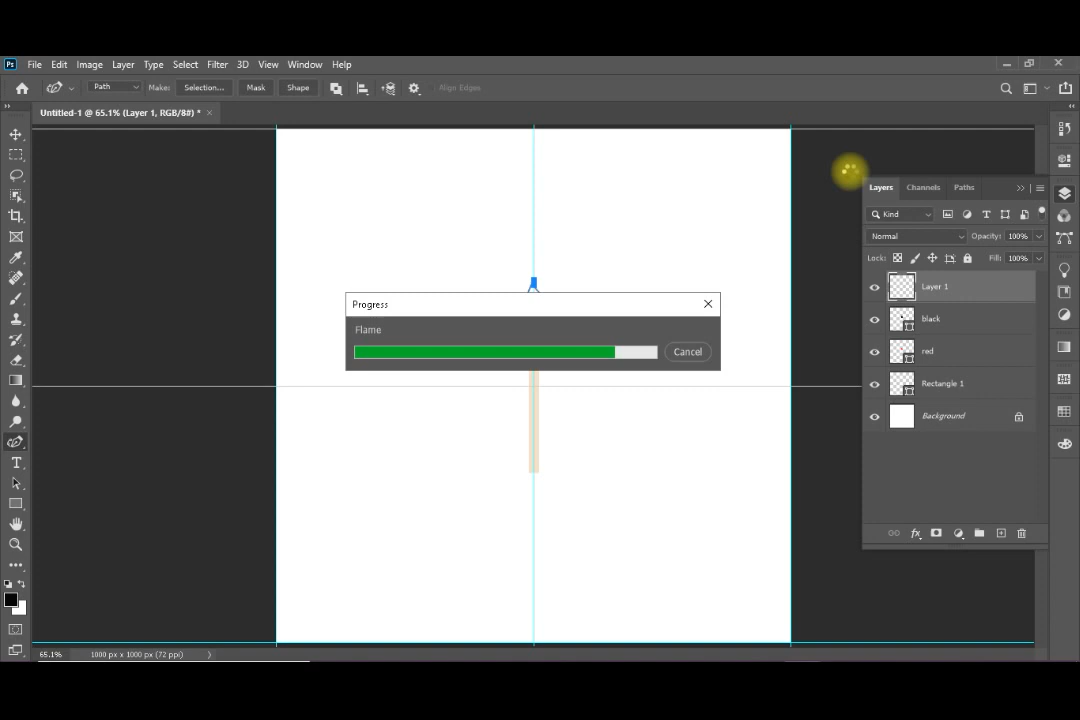 Ps File Edit Image Layer Type Select Filter 3D View Window Help
Path Make: Selection... Mask Shape Align Edges
Untitled-1 @ 65.1% (Layer 1, RGB/8#) *
Layers Channels Paths
Kind
Normal Opacity: 100%
Lock: Fill: 100%
Layer 1
black
red
Rectangle 1
Background
Progress
Flame
Cancel
65.1% 1000 px x 1000 px (72 ppi)